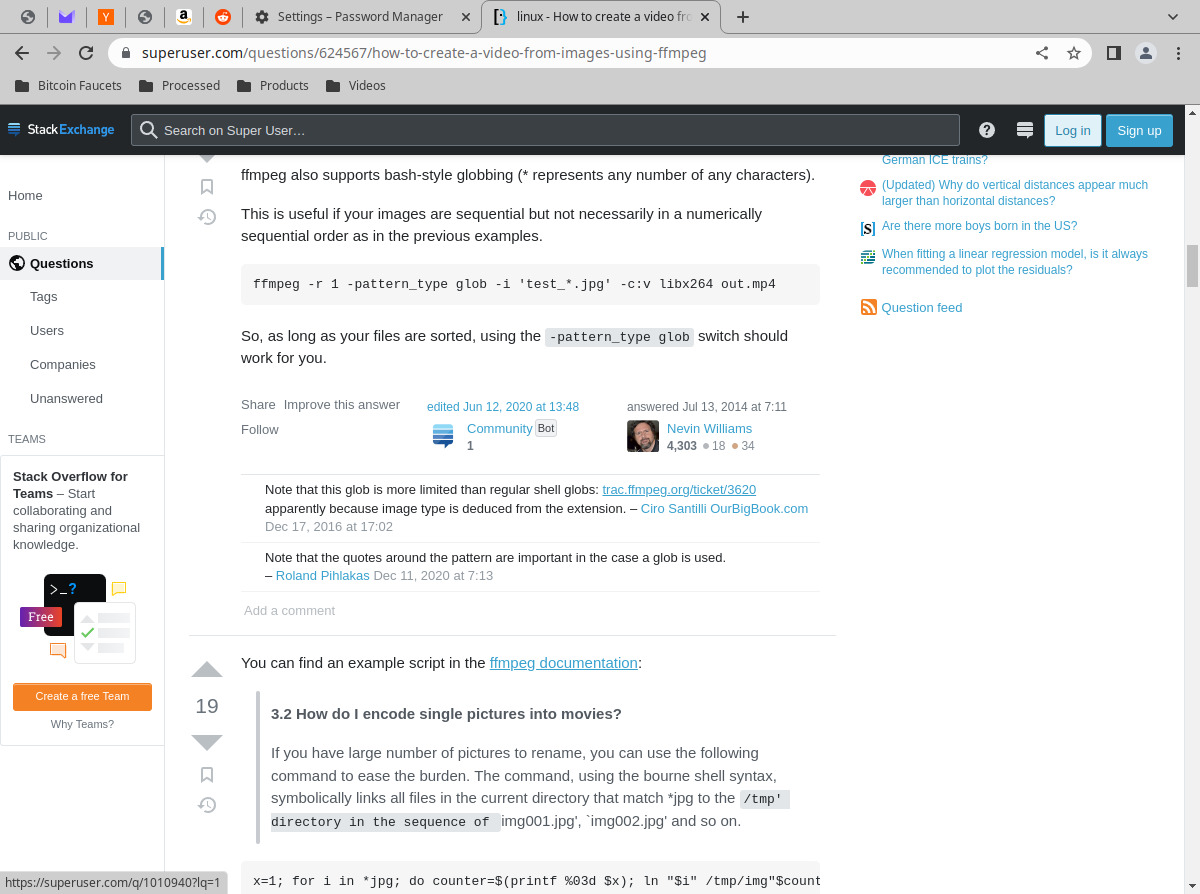 Settings – Password Manager
linux - How to create a video fro
superuser.com/questions/624567/how-to-create-a-video-from-images-using-ffmpeg
Bitcoin Faucets
Processed
Products
Videos
StackExchange
Search on Super User…
Log in
Sign up
Home
PUBLIC
Questions
Tags
Users
Companies
Unanswered
TEAMS
Stack Overflow for
Teams – Start
collaborating and
sharing organizational
knowledge.
>_?
Free
Create a free Team
Why Teams?
ffmpeg also supports bash-style globbing (* represents any number of any characters).
This is useful if your images are sequential but not necessarily in a numerically
sequential order as in the previous examples.
ffmpeg -r 1 -pattern_type glob -i 'test_*.jpg' -c:v libx264 out.mp4
So, as long as your files are sorted, using the -pattern_type glob switch should
work for you.
Share Improve this answer
Follow
edited Jun 12, 2020 at 13:48
Community Bot
1
answered Jul 13, 2014 at 7:11
Nevin Williams
4,303 18 34
Note that this glob is more limited than regular shell globs: trac.ffmpeg.org/ticket/3620
apparently because image type is deduced from the extension. – Ciro Santilli OurBigBook.com
Dec 17, 2016 at 17:02
Note that the quotes around the pattern are important in the case a glob is used.
– Roland Pihlakas Dec 11, 2020 at 7:13
Add a comment
19
You can find an example script in the ffmpeg documentation:
3.2 How do I encode single pictures into movies?
If you have large number of pictures to rename, you can use the following
command to ease the burden. The command, using the bourne shell syntax,
symbolically links all files in the current directory that match *jpg to the /tmp'
directory in the sequence of img001.jpg', `img002.jpg' and so on.
x=1; for i in *jpg; do counter=$(printf %03d $x); ln "$i" /tmp/img"$count
German ICE trains?
(Updated) Why do vertical distances appear much
larger than horizontal distances?
Are there more boys born in the US?
When fitting a linear regression model, is it always
recommended to plot the residuals?
Question feed
https://superuser.com/q/1010940?lq=1